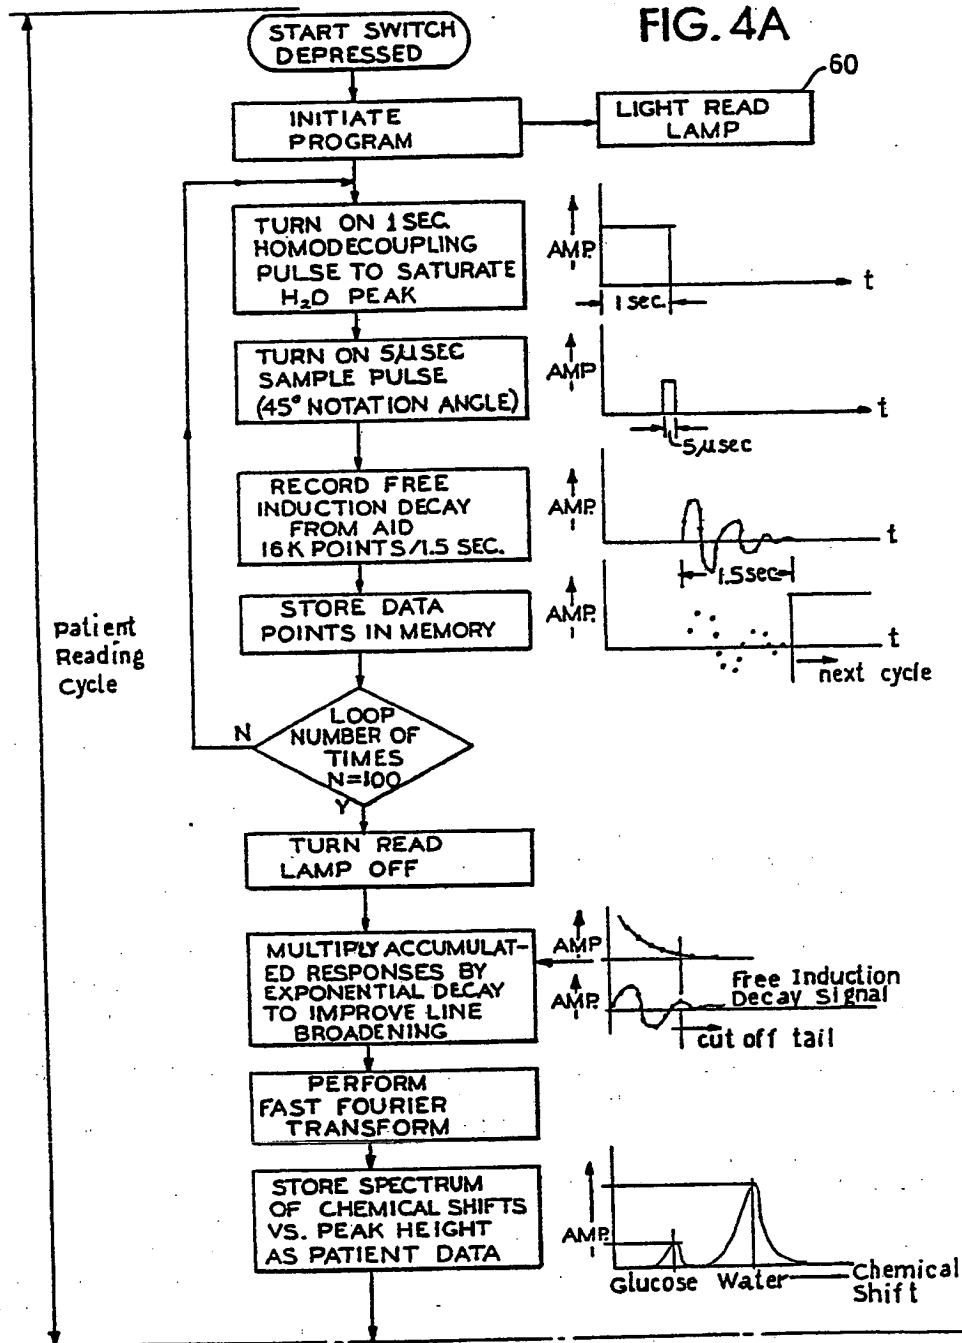 FIG. 4A
START SWITCH
DEPRESSED
INITIATE
PROGRAM
60
LIGHT READ
LAMP
TURN ON 1 SEC.
HOMODECOUPLING
PULSE TO SATURATE
H₂D PEAK
AMP.
t
1 sec.
TURN ON 5µSEC
SAMPLE PULSE
(45° NOTATION ANGLE)
AMP.
t
5µsec
RECORD FREE
INDUCTION DECAY
FROM AID
16K POINTS/1.5 SEC.
AMP.
t
1.5sec
STORE DATA
POINTS IN MEMORY
AMP.
t
next cycle
Patient
Reading
Cycle
LOOP
NUMBER OF
TIMES
N=100
N
Y
TURN READ
LAMP OFF
MULTIPLY ACCUMULAT-
ED RESPONSES BY
EXPONENTIAL DECAY
TO IMPROVE LINE
BROADENING
AMP
AMP.
Free Induction
Decay Signal
cut off tail
PERFORM
FAST FOURIER
TRANSFORM
STORE SPECTRUM
OF CHEMICAL SHIFTS
VS. PEAK HEIGHT
AS PATIENT DATA
AMP.
Glucose Water
Chemical
Shift